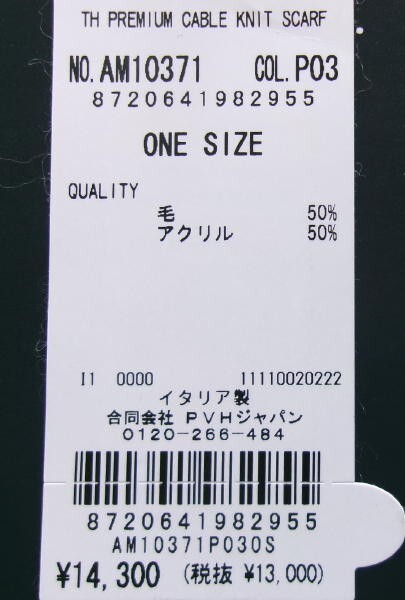 TH PREMIUM CABLE KNIT SCARF
NO. AM10371 COL. P03
8720641982955
ONE SIZE
QUALITY
毛 50%
アクリル 50%
I1 0000 11110020222
イタリア製
合同会社 PVHジャパン
0120-266-484
8720641982955
AM10371P030S
¥14,300 (税抜 ¥13,000)